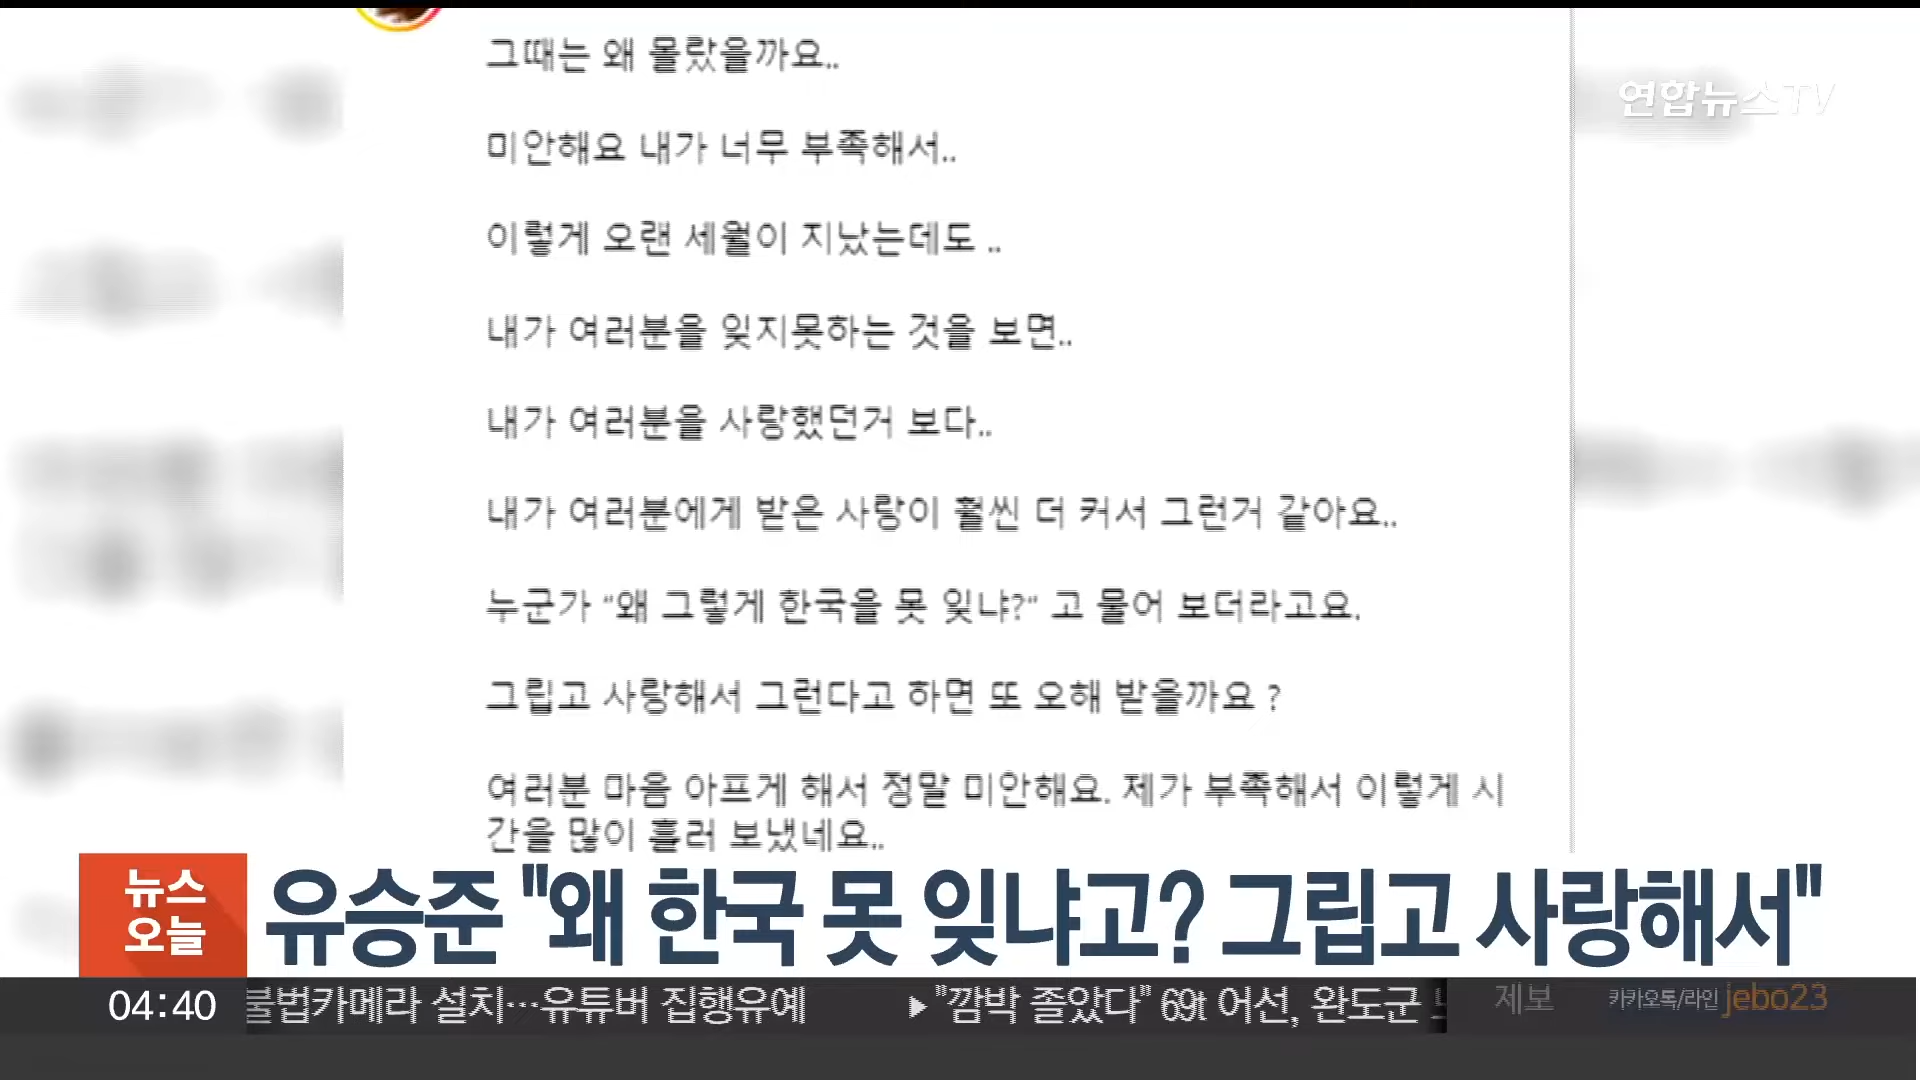 그때는 왜 몰랐을까요..
연합뉴스TV
미안해요 내가 너무 부족해서..
이렇게 오랜 세월이 지났는데도 ..
내가 여러분을 잊지못하는 것을 보면..
내가 여러분을 사랑했던거 보다..
내가 여러분에게 받은 사랑이 훨씬 더 커서 그런거 같아요..
누군가 "왜 그렇게 한국을 못 잊냐?" 고 물어 보더라고요.
그립고 사랑해서 그런다고 하면 또 오해 받을까요 ?
여러분 마음 아프게 해서 정말 미안해요. 제가 부족해서 이렇게 시
간을 많이 흘러 보냈네요..
뉴스
오늘
유승준 "왜 한국 못 잊냐고? 그립고 사랑해서"
04:40
불법카메라 설치…유튜버 집행유예 ▶"깜박 졸았다" 69t 어선, 완도군
제보 카카오톡/라인 jebo23